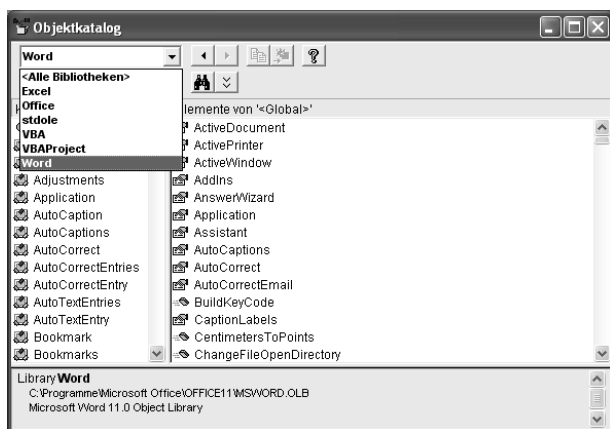 Objektkatalog
Word
<Alle Bibliotheken>
Excel
Office
stdole
VBA
VBAProject
Word
lemente von '<Global>'
Adjustments
Application
AutoCaption
AutoCaptions
AutoCorrect
AutoCorrectEntries
AutoCorrectEntry
AutoTextEntries
AutoTextEntry
Bookmark
Bookmarks
ActiveDocument
ActivePrinter
ActiveWindow
AddIns
AnswerWizard
Application
Assistant
AutoCaptions
AutoCorrect
AutoCorrectEmail
BuildKeyCode
CaptionLabels
CentimetersToPoints
ChangeFileOpenDirectory
Library Word
C:\Programme\Microsoft Office\OFFICE11\MSWORD.OLB
Microsoft Word 11.0 Object Library